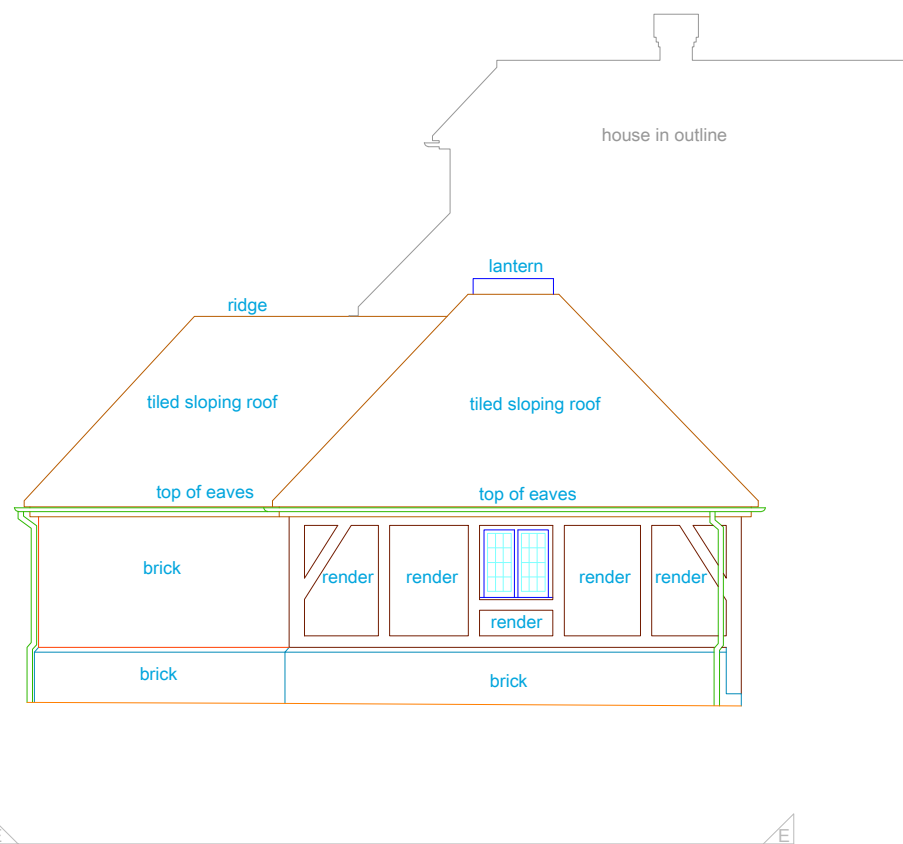 house in outline
lantern
ridge
tiled sloping roof
tiled sloping roof
top of eaves
top of eaves
brick
render
render
render
render
render
brick
brick
E